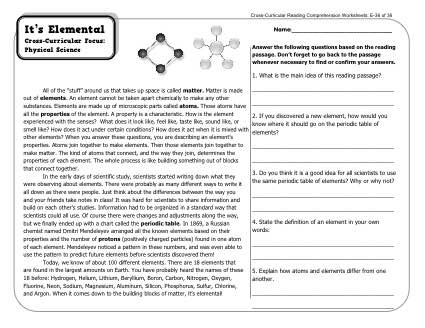 Cross-Curricular Reading Comprehension Worksheets: E-36 of 36
It's Elemental
Cross-Curricular Focus:
Physical Science
All of the "stuff" around us that takes up space is called matter. Matter is made
out of elements. An element cannot be taken apart chemically to make any other
substances. Elements are made up of microscopic parts called atoms. Those atoms have
all the properties of the element. A property is a characteristic. How is the element
experienced with the senses? What does it look like, feel like, taste like, sound like, or
smell like? How does it act under certain conditions? How does it act when it is mixed with
other elements? When you answer these questions, you are describing an element's
properties. Atoms join together to make elements. Then those elements join together to
make matter. The kind of atoms that connect, and the way they join, determines the
properties of each element. The whole process is like building something out of blocks
that connect together.
In the early days of scientific study, scientists started writing down what they
were observing about elements. There were probably as many different ways to write it
all down as there were people. Just think about the differences between the way you
and your friends take notes in class! It was hard for scientists to share information and
build on each other's studies. Information had to be organized in a standard way that
scientists could all use. Of course there were changes and adjustments along the way,
but we finally ended up with a chart called the periodic table. In 1869, a Russian
chemist named Dmitri Mendeleyev arranged all the known elements based on their
properties and the number of protons (positively charged particles) found in one atom
of each element. Mendeleyev noticed a pattern in these numbers, and was even able to
use the pattern to predict future elements before scientists discovered them!
Today, we know of about 100 different elements. There are 18 elements that
are found in the largest amounts on Earth. You have probably heard the names of these
18 before: Hydrogen, Helium, Lithium, Beryllium, Boron, Carbon, Nitrogen, Oxygen,
Fluorine, Neon, Sodium, Magnesium, Aluminum, Silicon, Phosphorus, Sulfur, Chlorine,
and Argon. When it comes down to the building blocks of matter, it's elemental!
Name:
Answer the following questions based on the reading
passage. Don't forget to go back to the passage
whenever necessary to find or confirm your answers.
1. What is the main idea of this reading passage?
2. If you discovered a new element, how would you
know where it should go on the periodic table of
elements?
3. Do you think it is a good idea for all scientists to use
the same periodic table of elements? Why or why not?
4. State the definition of an element in your own
words:
5. Explain how atoms and elements differ from one
another.